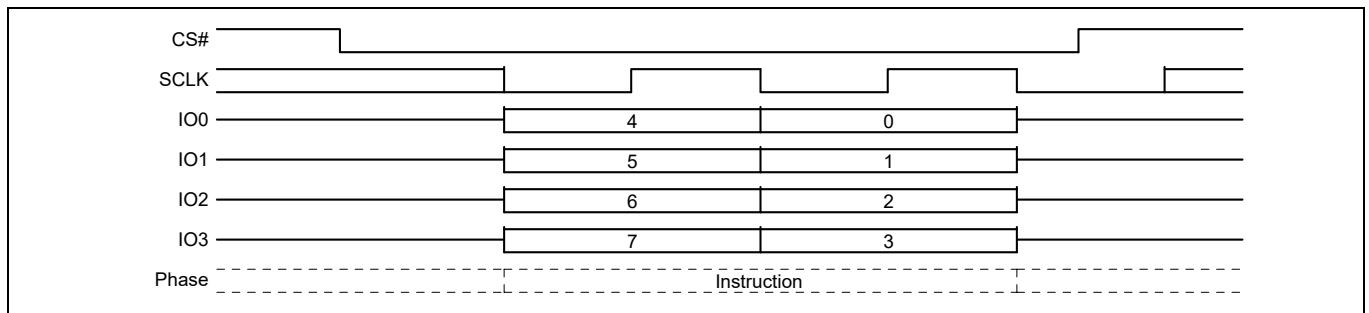 CS#
SCLK
IO0 4 0
IO1 5 1
IO2 6 2
IO3 7 3
Phase Instruction